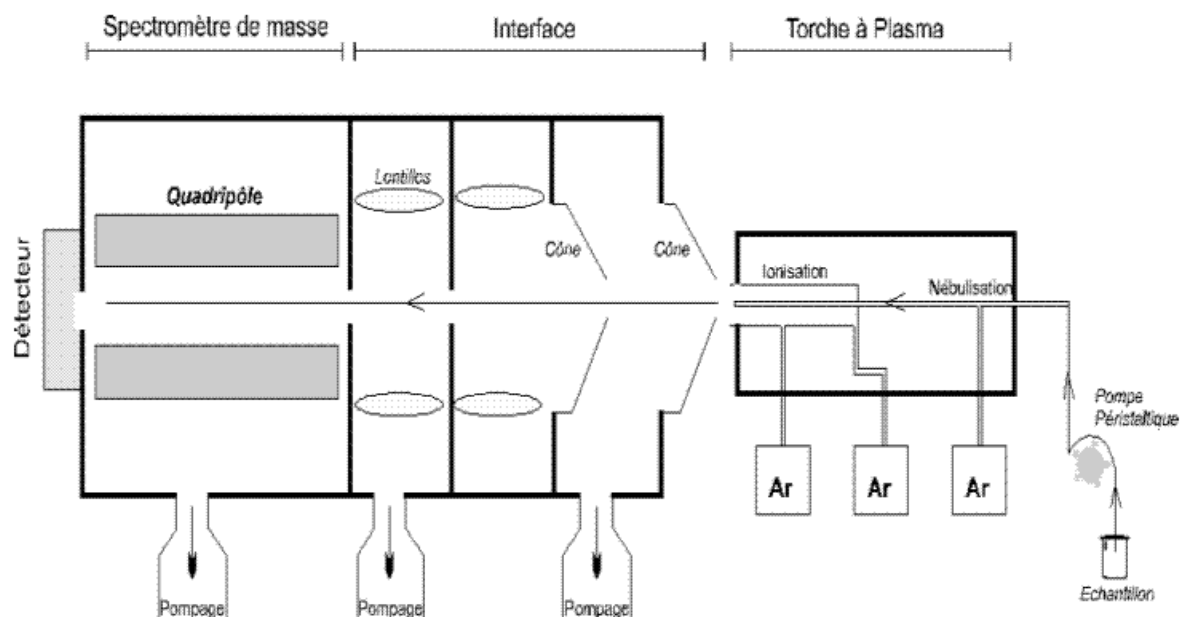 Spectromètre de masse
Interface
Torche à Plasma
Quadripôle
Lentilles
Cône
Cône
Ionisation
Nébulisation
Détecteur
Pompe
Péristaltique
Ar
Ar
Ar
Echantillon
Pompage
Pompage
Pompage